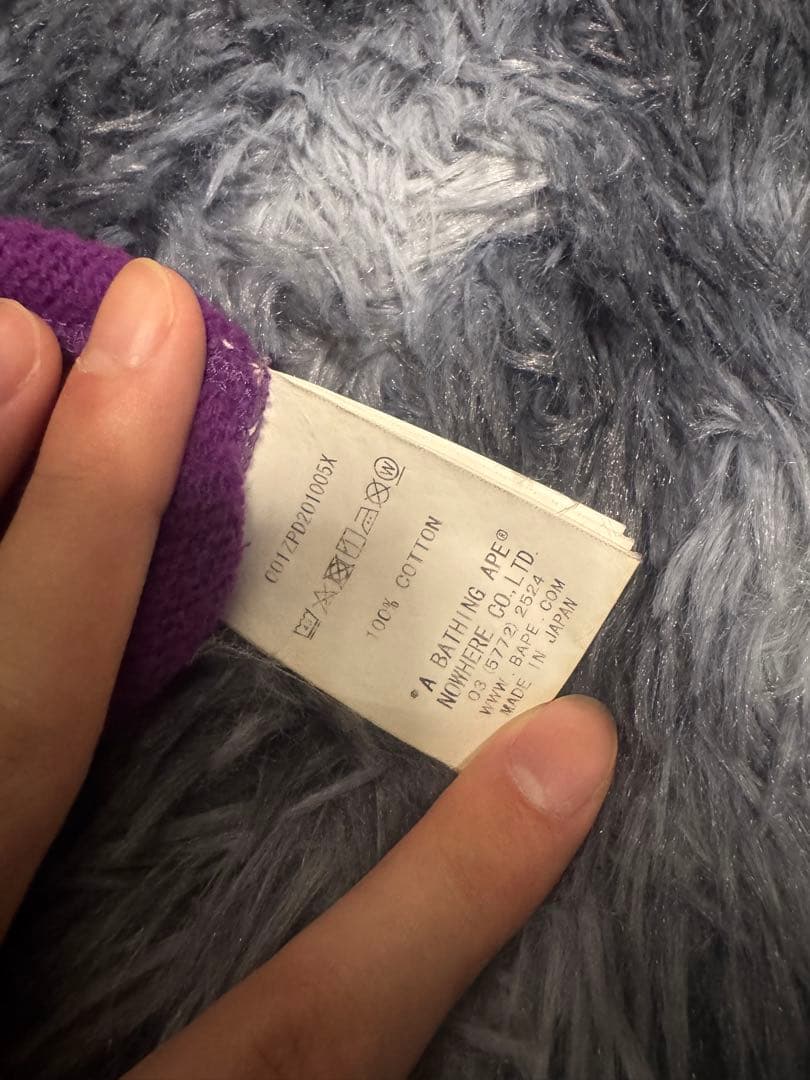 C01ZPD201005X
W
100% COTTON
® A BATHING APE®
NOWHERE CO., LTD.
03 (5772) 2524
WWW. BAPE. COM
MADE IN JAPAN